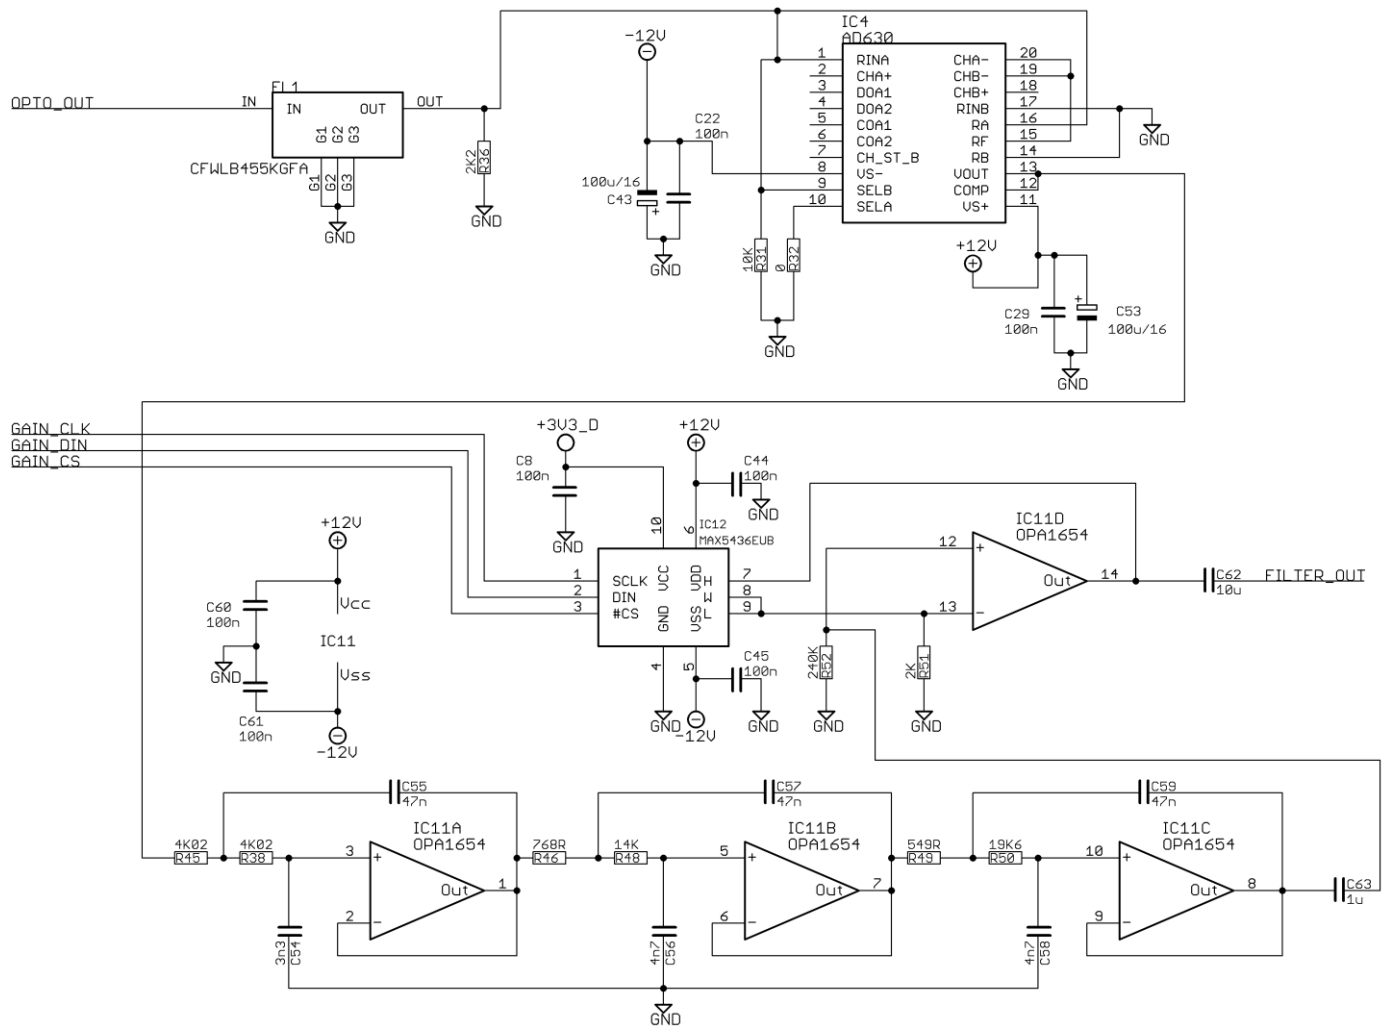 IC4
AD630
-12V
1 RINA CHA- 20
2 CHA+ CHB- 19
3 DOA1 CHB+ 18
4 DOA2 RINB 17
5 COA1 RA 16
6 COA2 RF 15
7 CH_ST_B RB 14
8 VS- VOUT 13
9 SELB COMP 12
10 SELA VS+ 11
GND
OPTO_OUT
IN
FL1
IN OUT
G1
G2
G3
OUT
CFWLB455KGFA
G1
G2
G3
GND
2K2
R36
GND
C22
100n
100u/16
C43
+
GND
10K
R31
0
R32
GND
+12V
C29
100n
+
C53
100u/16
GND
GAIN_CLK
GAIN_DIN
GAIN_CS
+3V3_D
C8
100n
GND
+12V
C44
100n
GND
10
6
IC12
MAX5436EUB
1 SCLK VCC VDD H 7
2 DIN W 8
3 #CS GND VSS L 9
4
5
GND
-12V
C45
100n
GND
IC11D
OPA1654
12 +
13 -
Out 14
C62
10u
FILTER_OUT
240K
R52
GND
2K
R51
GND
+12V
C60
100n
Vcc
IC11
GND
Vss
C61
100n
-12V
C55
47n
C57
47n
C59
47n
4K02
R45
4K02
R38
IC11A
OPA1654
3 +
2 -
Out 1
3n3
C54
768R
R46
14K
R48
IC11B
OPA1654
5 +
6 -
Out 7
4n7
C56
549R
R49
19K6
R50
IC11C
OPA1654
10 +
9 -
Out 8
4n7
C58
C63
1u
GND